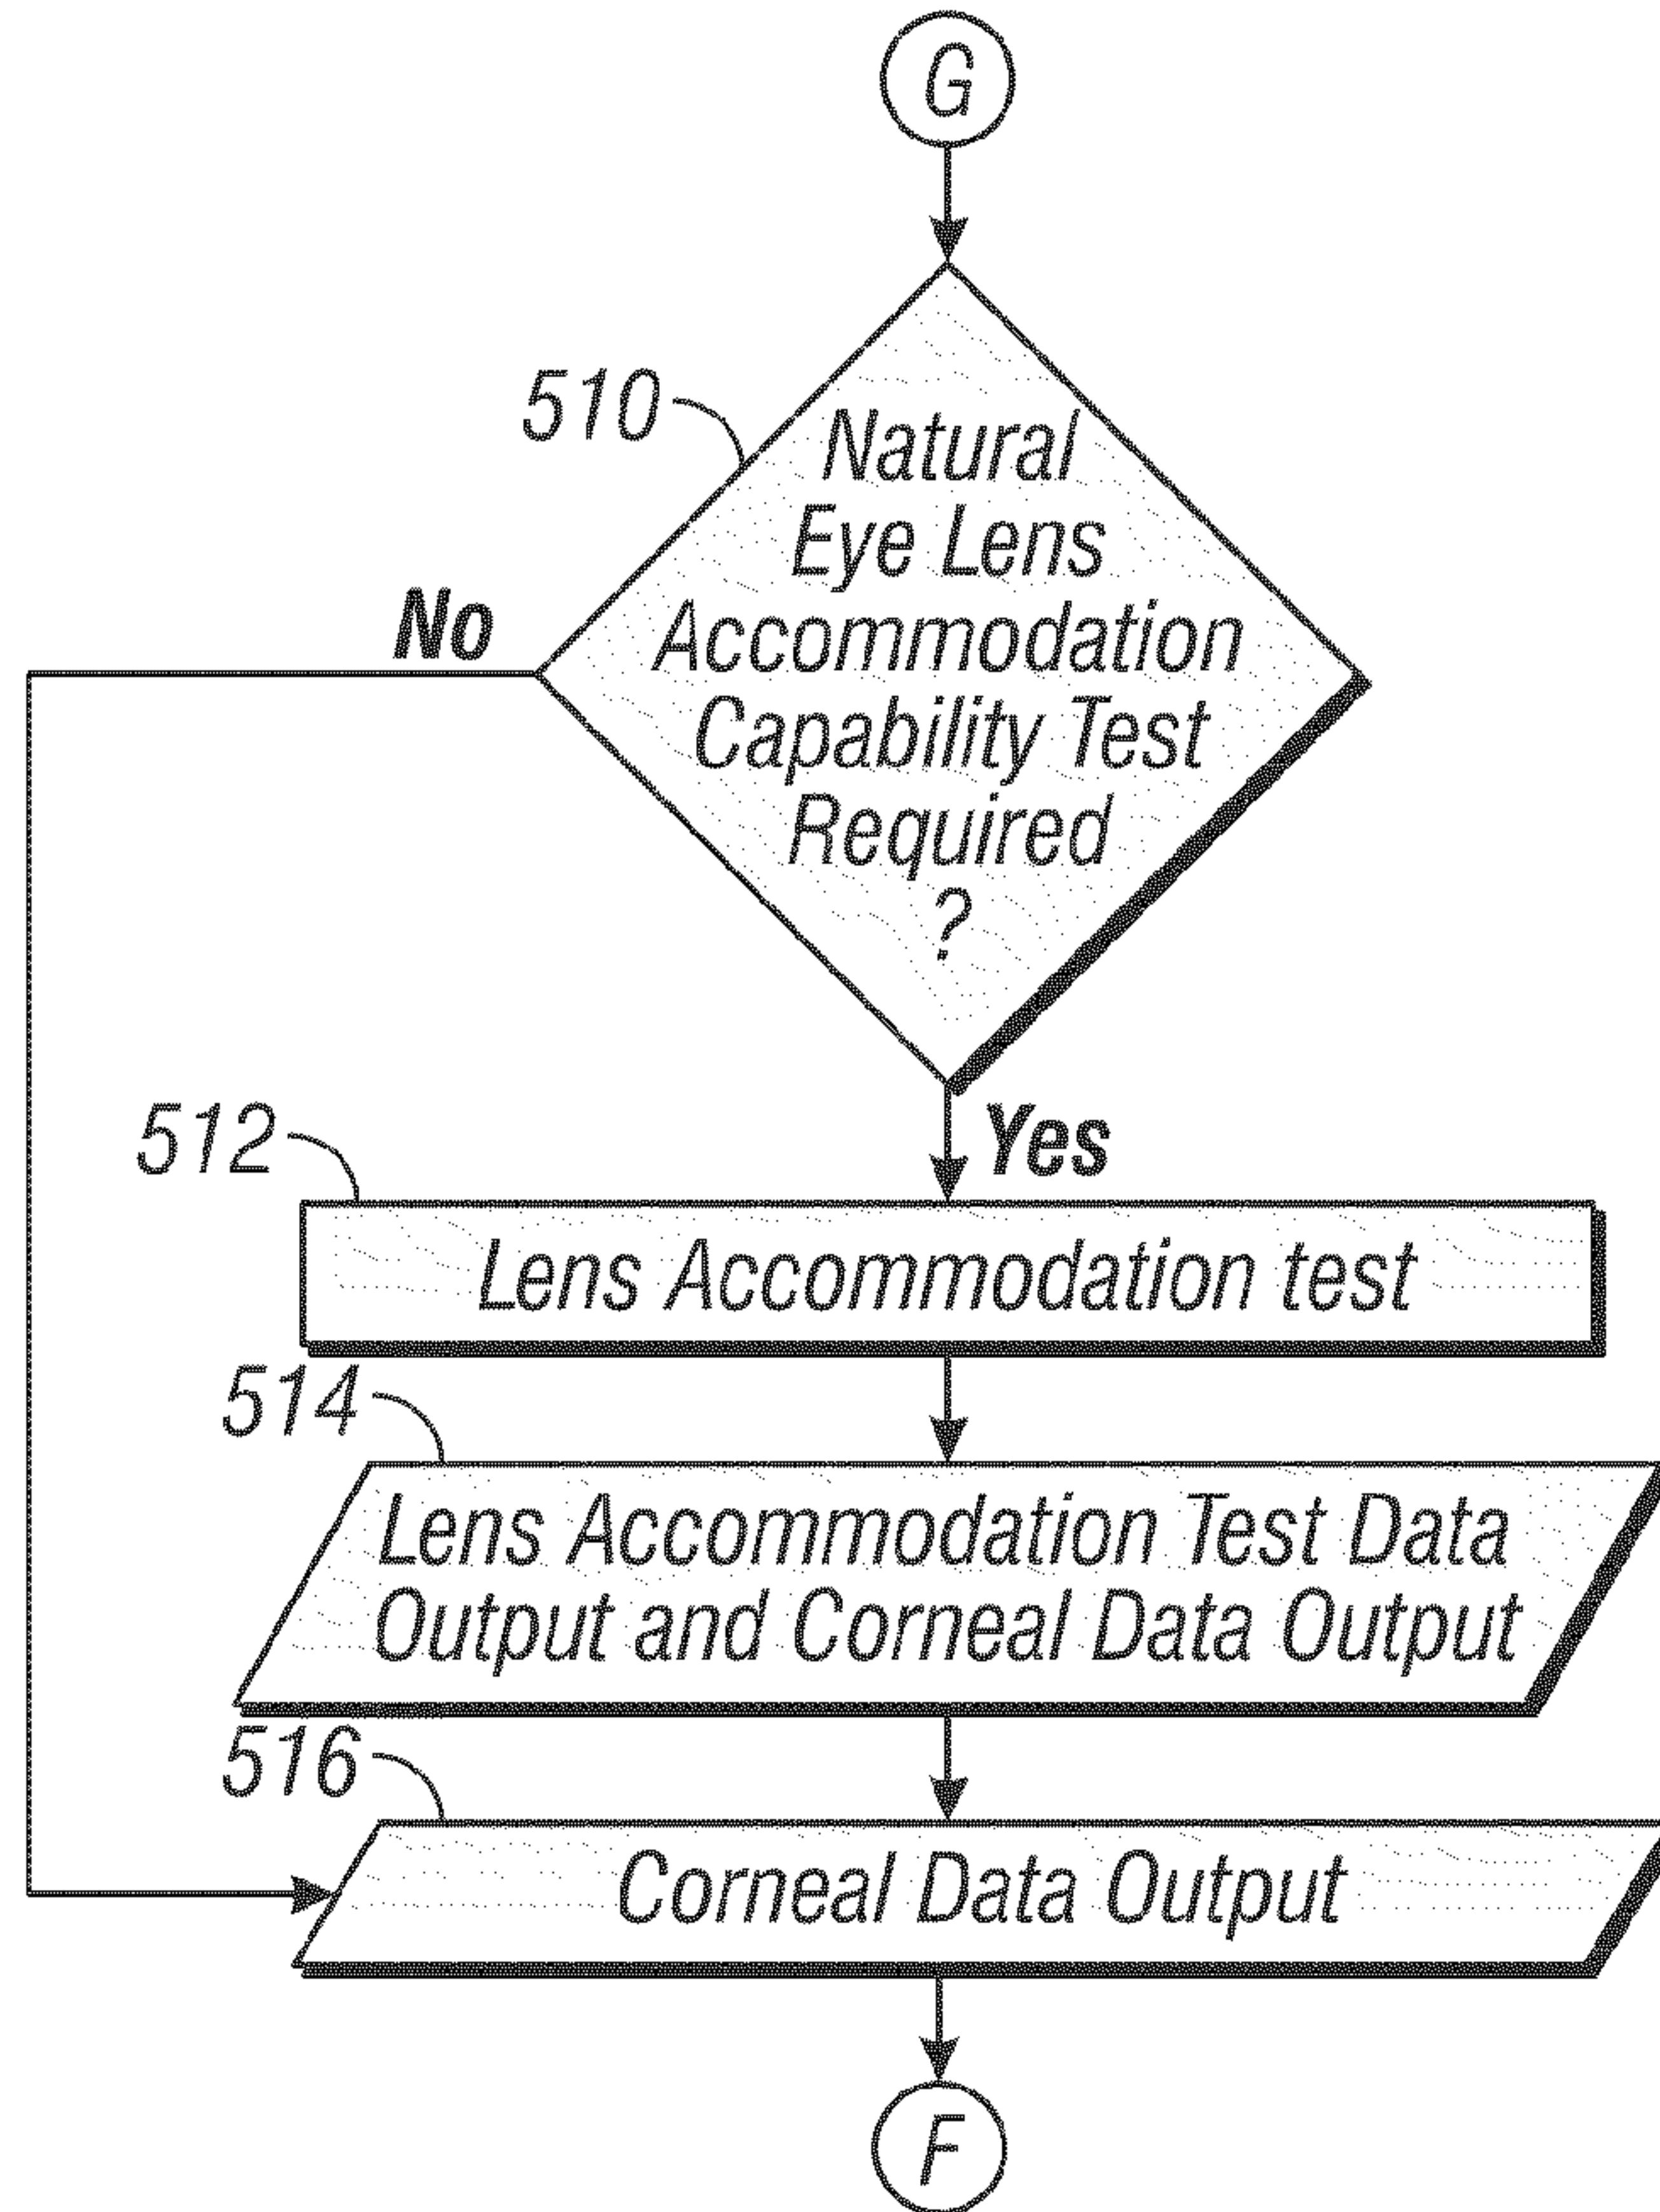 G
510
Natural
Eye Lens
Accommodation
Capability Test
Required
?
No
Yes
512
Lens Accommodation test
514
Lens Accommodation Test Data
Output and Corneal Data Output
516
Corneal Data Output
F